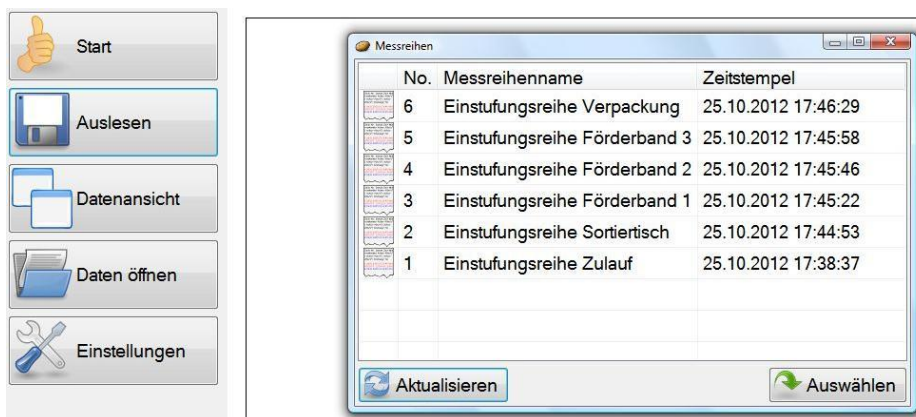 Start
Auslesen
Datenansicht
Daten öffnen
Einstellungen
Messreihen
No. Messreihenname Zeitstempel
6 Einstufungsreihe Verpackung 25.10.2012 17:46:29
5 Einstufungsreihe Förderband 3 25.10.2012 17:45:58
4 Einstufungsreihe Förderband 2 25.10.2012 17:45:46
3 Einstufungsreihe Förderband 1 25.10.2012 17:45:22
2 Einstufungsreihe Sortiertisch 25.10.2012 17:44:53
1 Einstufungsreihe Zulauf 25.10.2012 17:38:37
Aktualisieren Auswählen